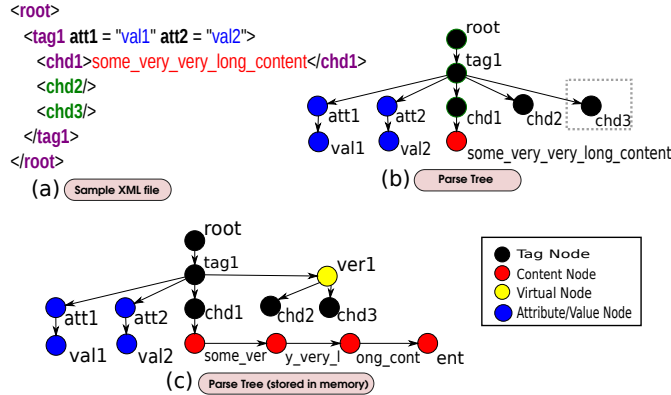 <root>
<tag1 att1 = "val1" att2 = "val2">
<chd1>some_very_very_long_content</chd1>
<chd2/>
<chd3/>
</tag1>
</root>
(a) Sample XML file
root
tag1
att1 att2 chd1 chd2 chd3
val1 val2 some_very_very_long_content
(b) Parse Tree
root
tag1 ver1
att1 att2 chd1 chd2 chd3
val1 val2 some_ver y_very_l ong_cont ent
(c) Parse Tree (stored in memory)
Tag Node
Content Node
Virtual Node
Attribute/Value Node